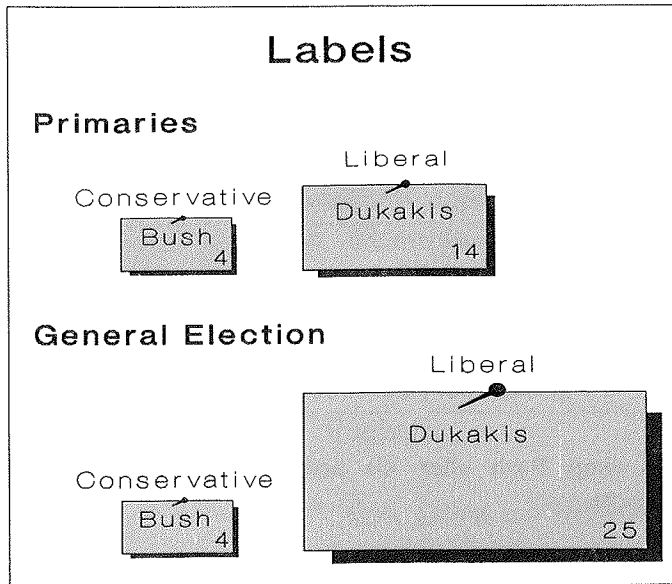 Labels
Primaries
Liberal
Conservative
Dukakis
Bush
4
14
General Election
Liberal
Dukakis
Conservative
Bush
4
25